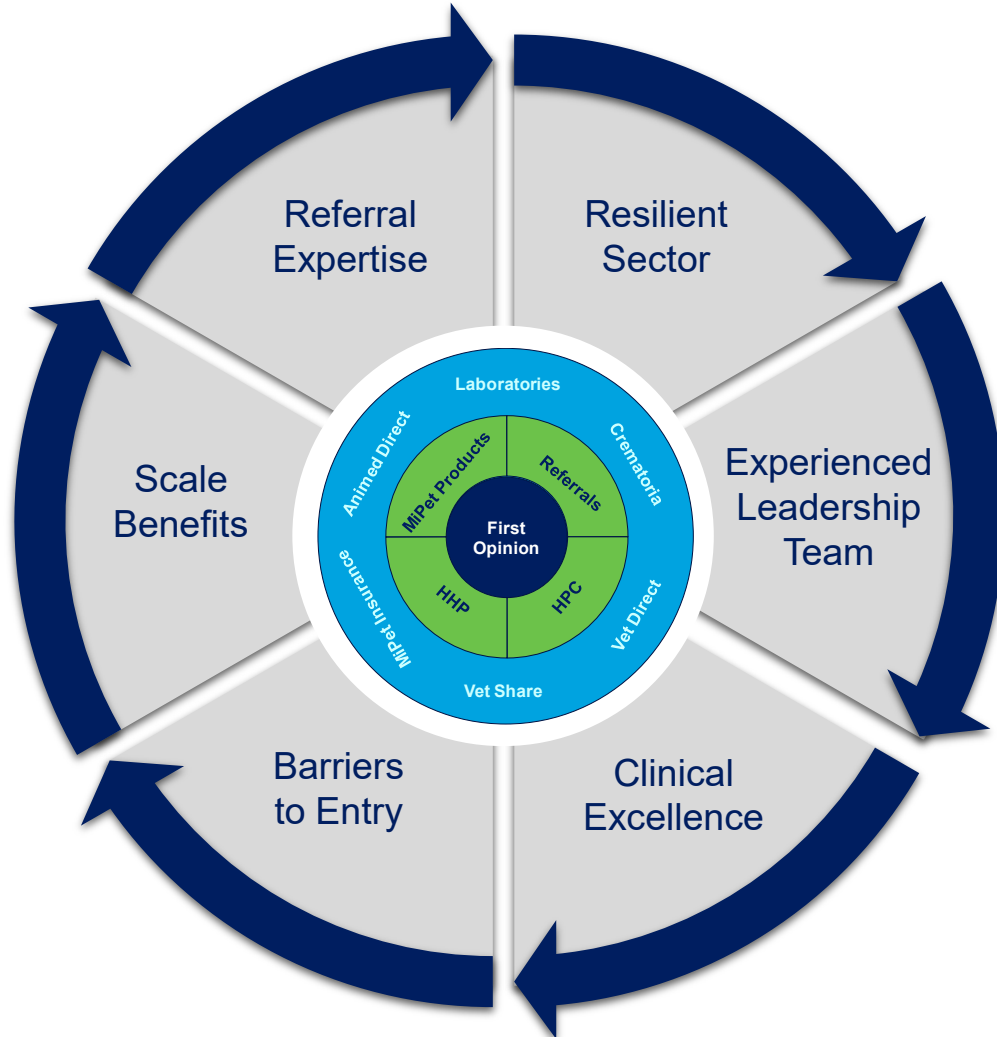 Referral
Expertise
Resilient
Sector
Experienced
Leadership
Team
Clinical
Excellence
Barriers
to Entry
Scale
Benefits
Laboratories
Crematoria
Vet Direct
Vet Share
MiPet Insurance
Animed Direct
MiPet Products
Referrals
HPC
HHP
First
Opinion